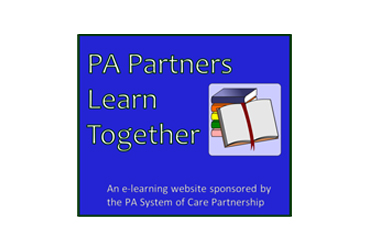 PA Partners
Learn
Together
An e-learning website sponsored by
the PA System of Care Partnership